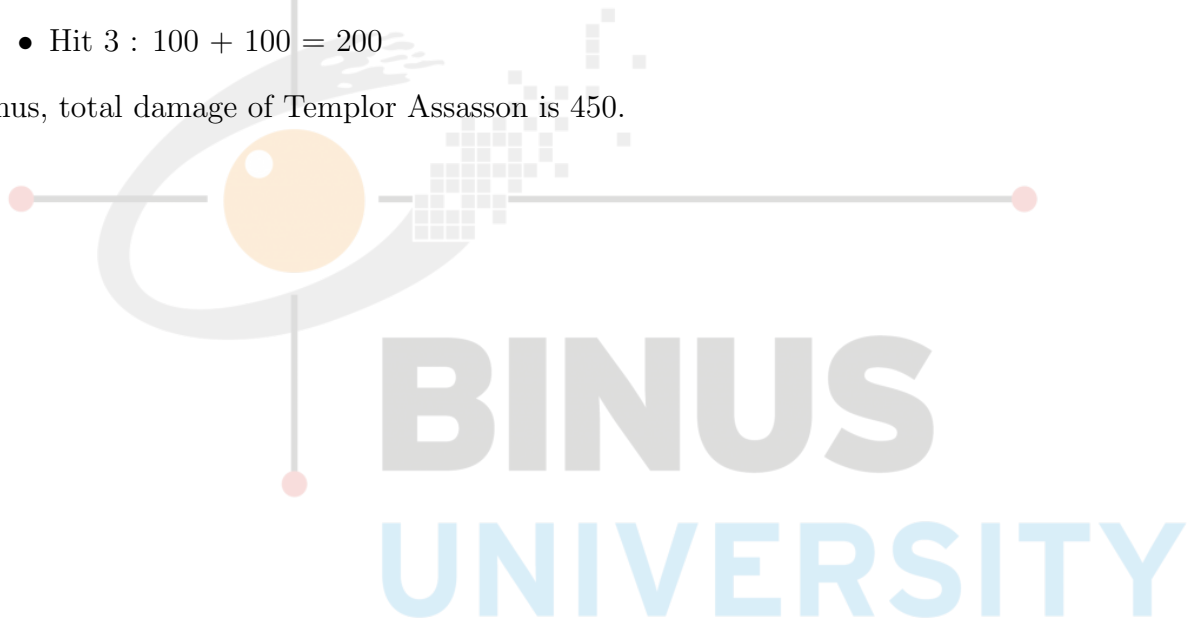 • Hit 3 : 100 + 100 = 200
nus, total damage of Templor Assasson is 450.
BINUS
UNIVERSITY